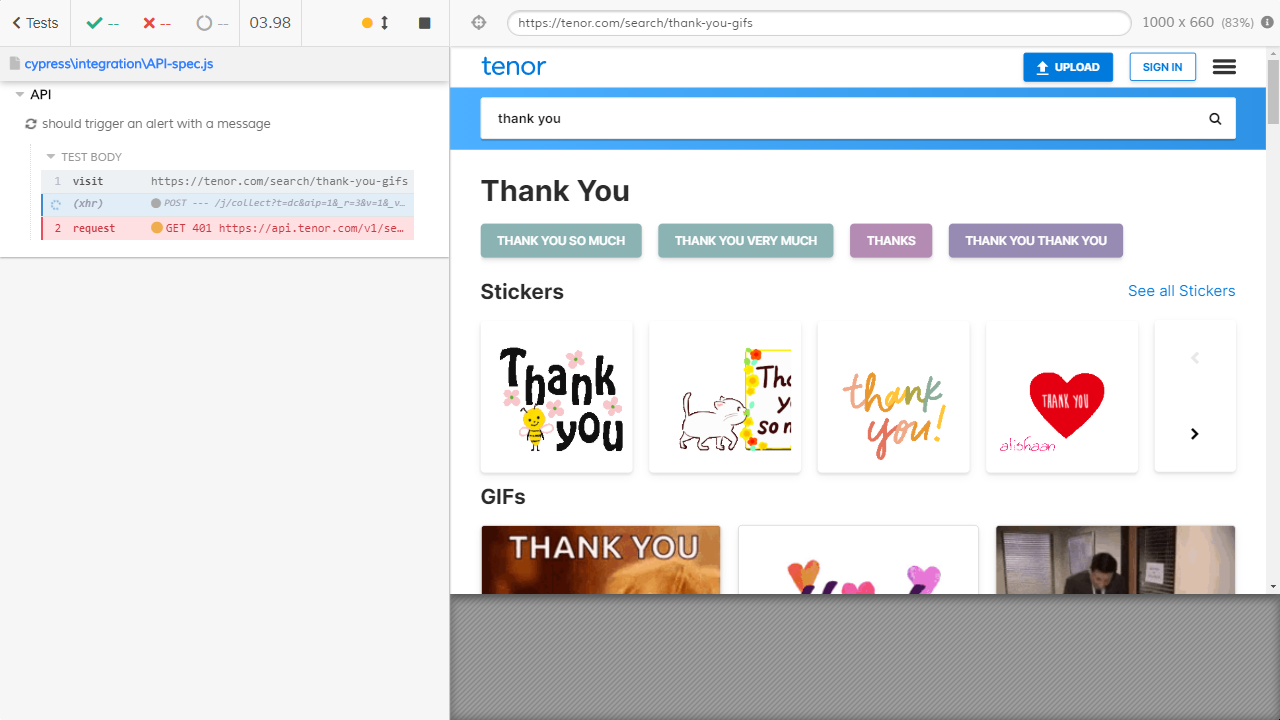 Tests
--
--
--
03.98
https://tenor.com/search/thank-you-gifs
1000 x 660 (83%)
cypress\integration\API-spec.js
API
should trigger an alert with a message
TEST BODY
1 visit https://tenor.com/search/thank-you-gifs
(xhr) POST --- /j/collect?t=dc&aip=1&_r=3&v=1&_v…
2 request GET 401 https://api.tenor.com/v1/se…
tenor
UPLOAD
SIGN IN
thank you
Thank You
THANK YOU SO MUCH
THANK YOU VERY MUCH
THANKS
THANK YOU THANK YOU
Stickers
See all Stickers
Thank
you
so
thank
you!
THANK YOU
alishaan
GIFs
THANK YOU